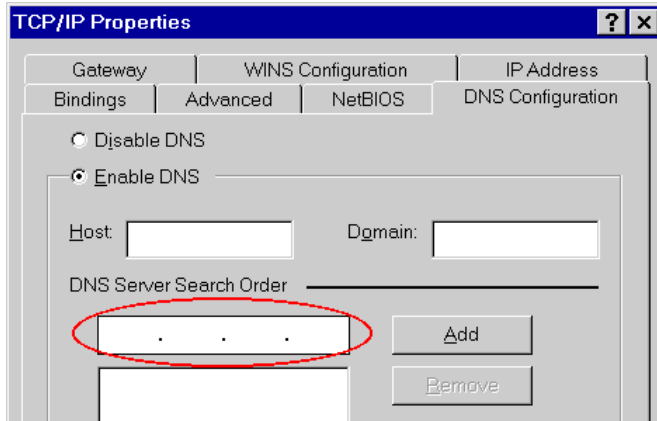 TCP/IP Properties
Gateway WINS Configuration IP Address
Bindings Advanced NetBIOS DNS Configuration
Disable DNS
Enable DNS
Host: Domain:
DNS Server Search Order
. . . Add
Remove